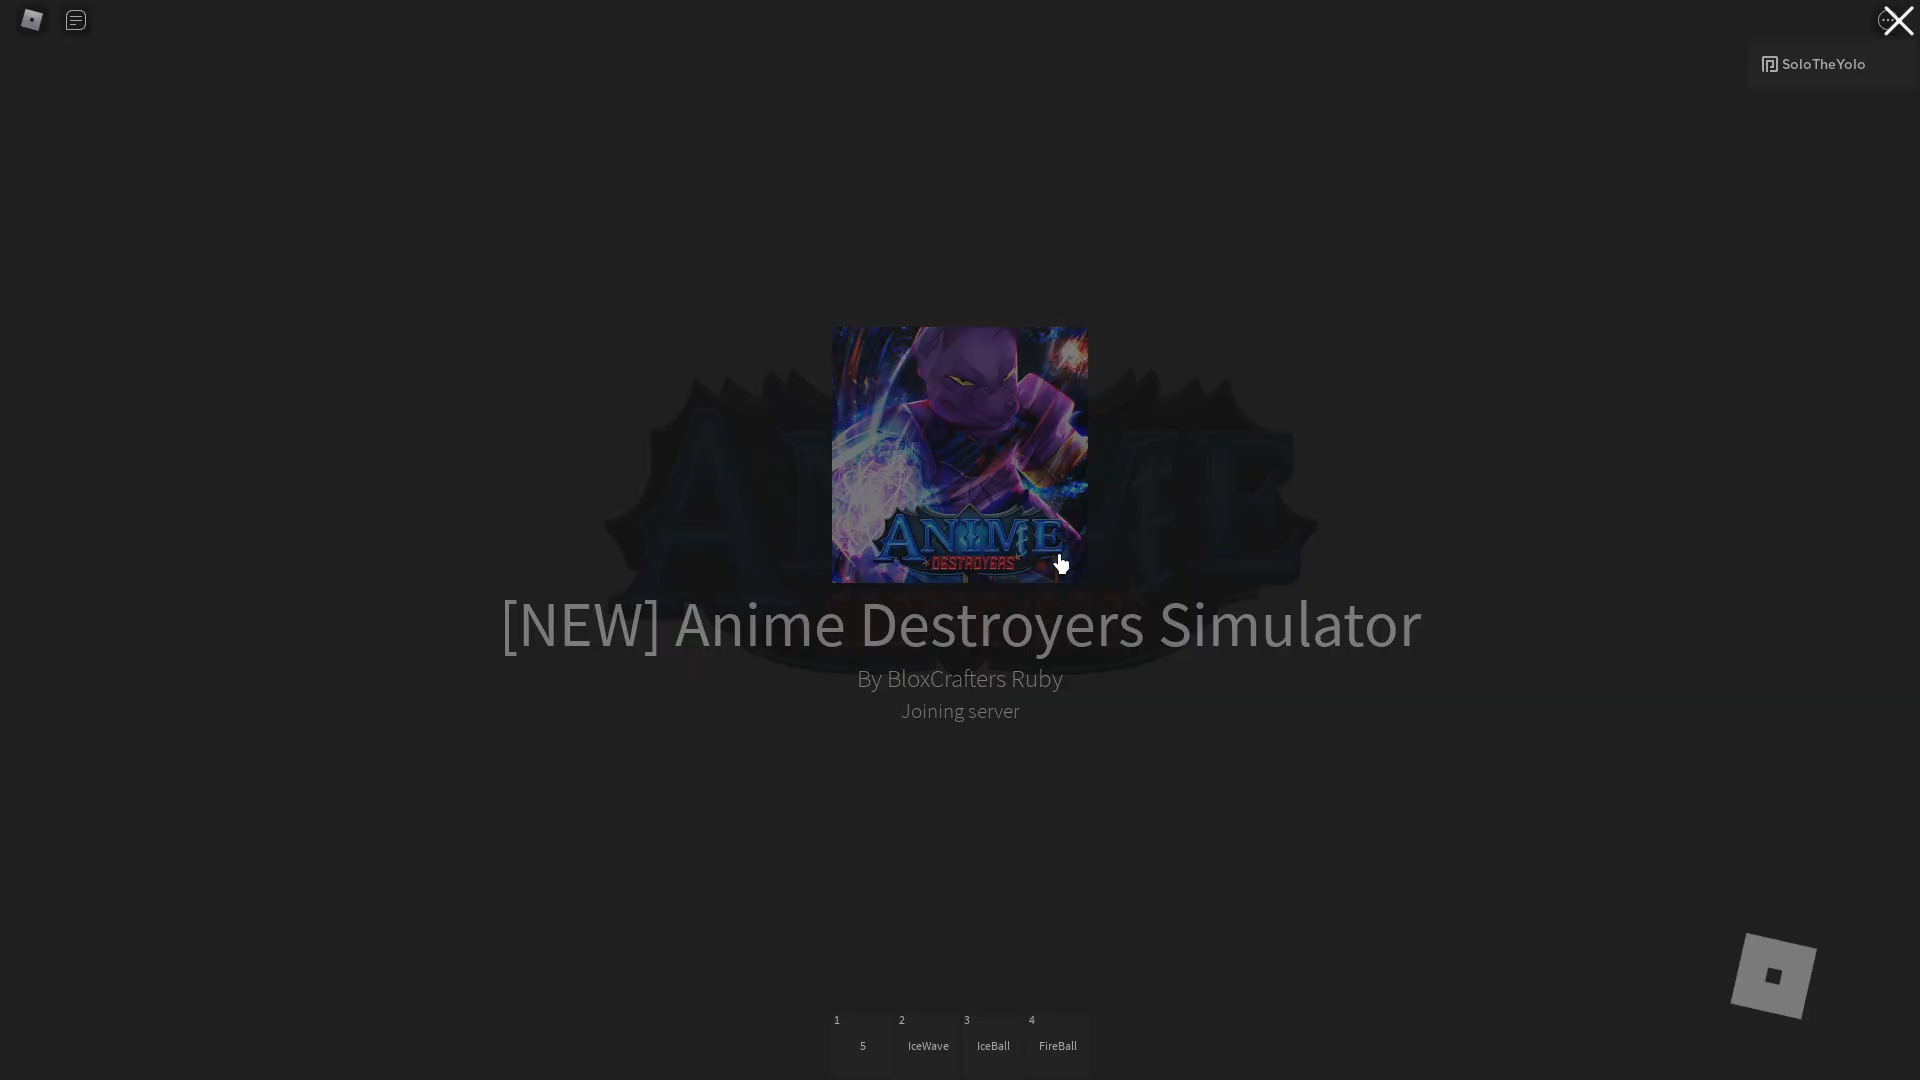 SoloTheYolo
ANIME
DESTROYERS
[NEW] Anime Destroyers Simulator
By BloxCrafters Ruby
Joining server
1 2 3 4
5 IceWave IceBall FireBall